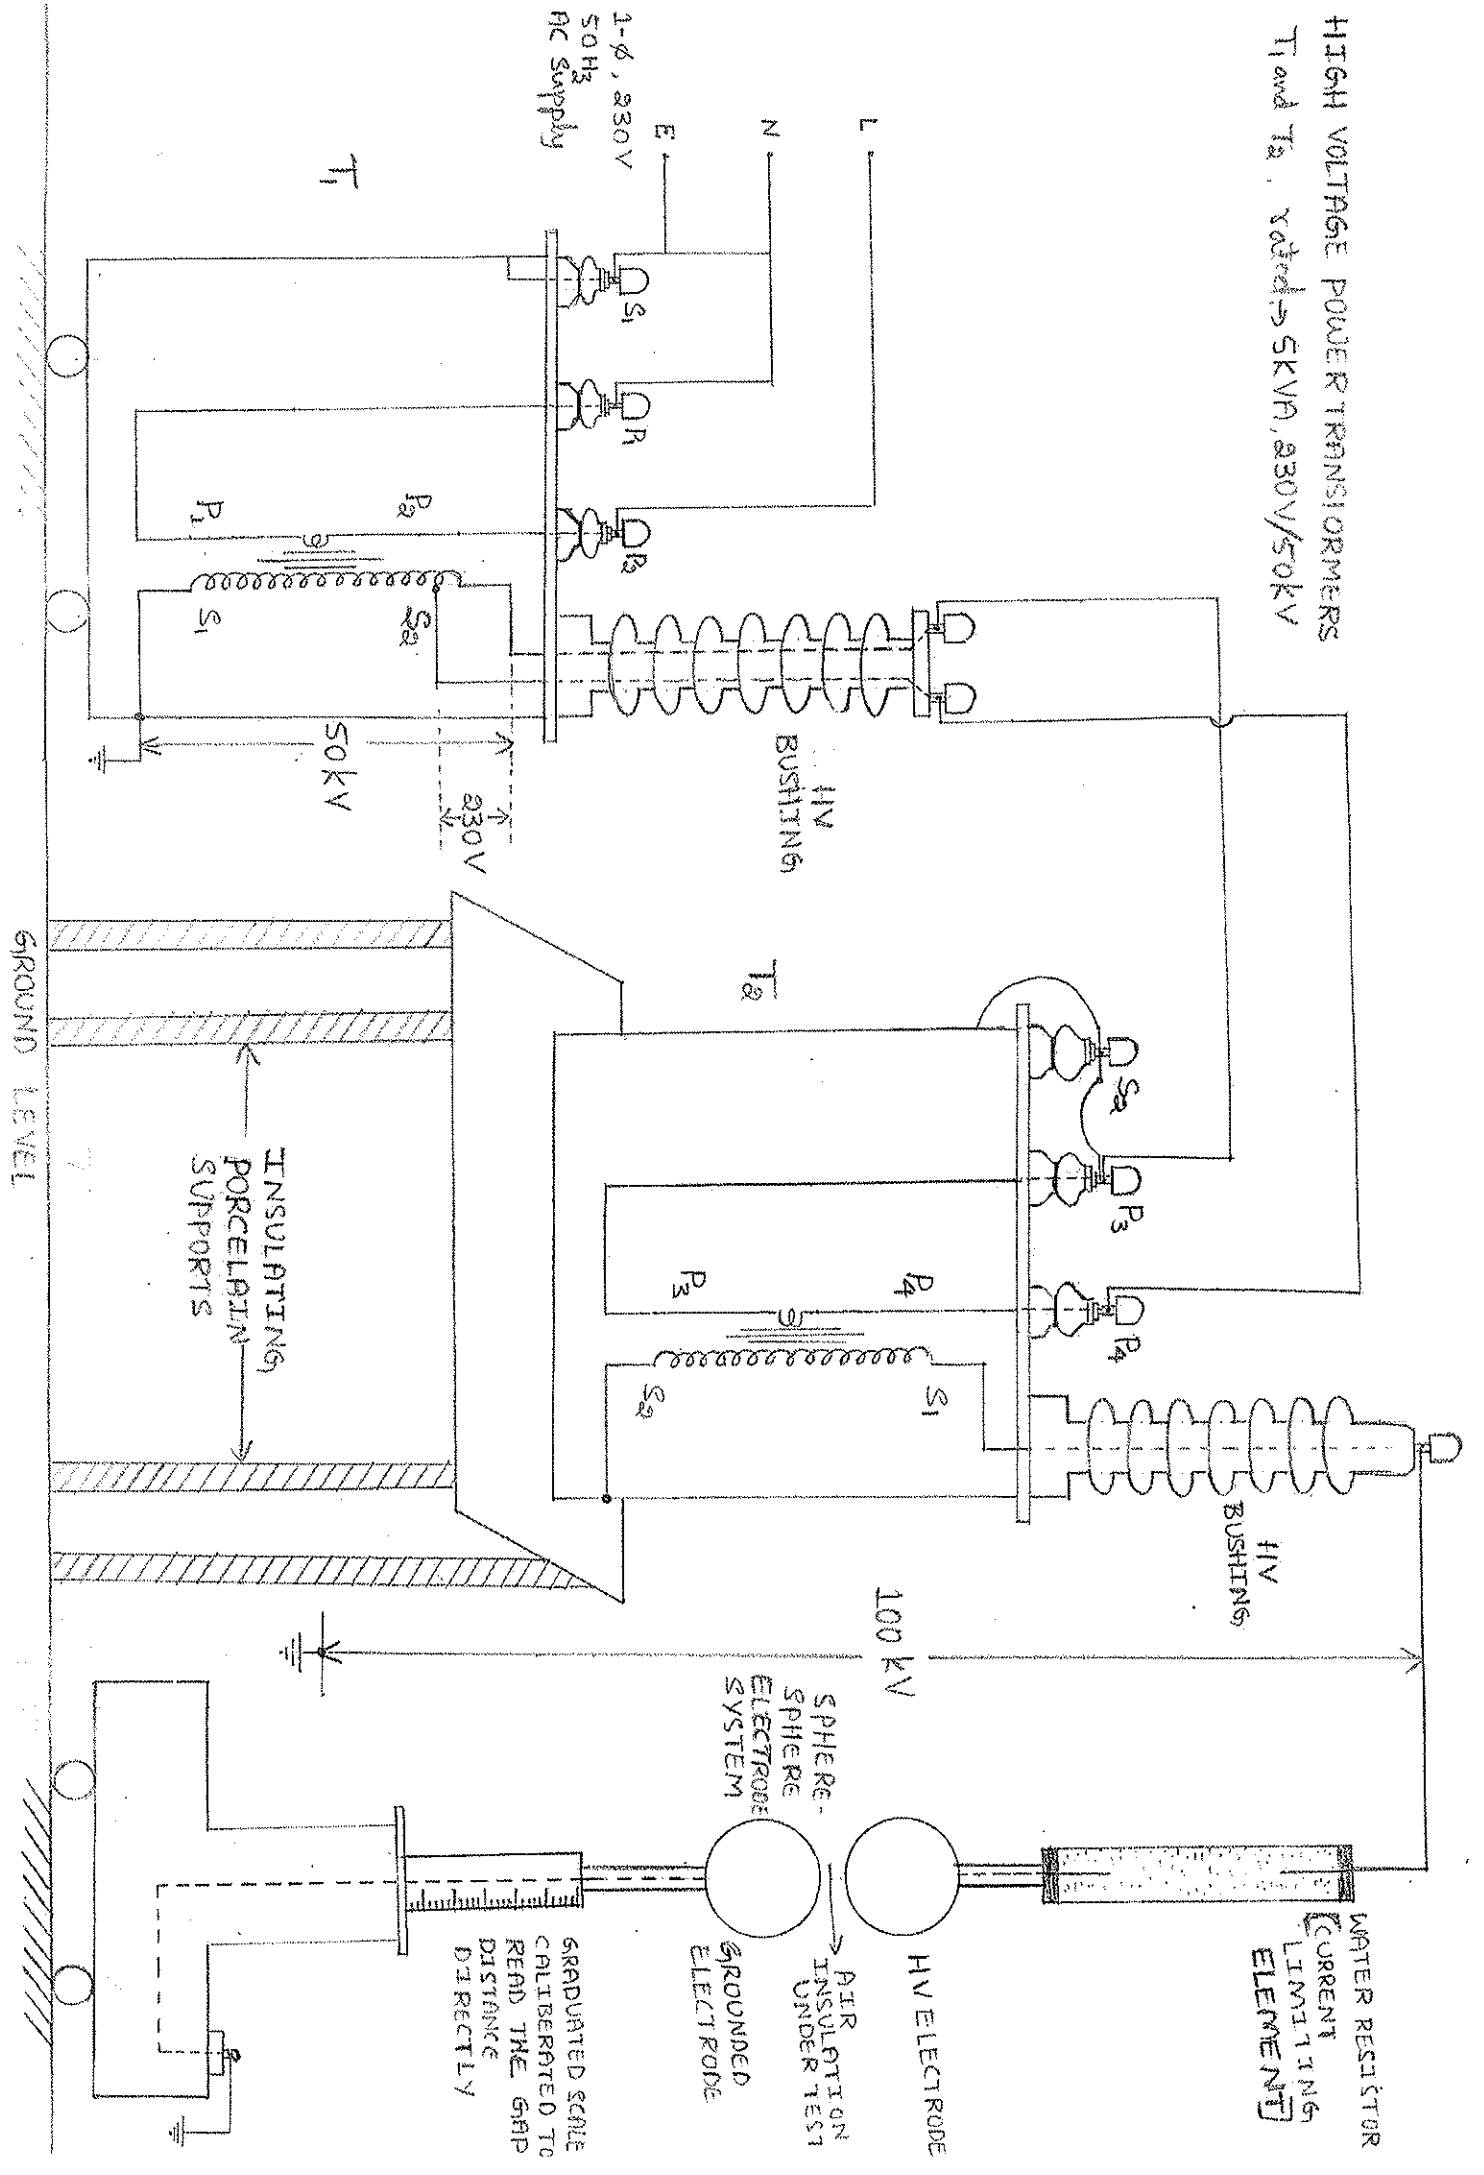 HIGH VOLTAGE POWER TRANSFORMERS
T1 and T2. rated → 5KVA, 230V/50kV
L
N
E
1-ø, 230V
50Hz
AC Supply
T1
S1
P1
P2
P2
P1
S2
S1
50kV
230V
HV
BUSHING
T2
S2
P3
P4
P4
P3
S1
S2
HV
BUSHING
100 kV
INSULATING
PORCELAIN
SUPPORTS
GROUND LEVEL
WATER RESISTOR
(CURRENT
LIMITING
ELEMENT)
HV ELECTRODE
AIR
INSULATION
UNDER TEST
SPHERE-
SPHERE
ELECTRODE
SYSTEM
GROUNDED
ELECTRODE
GRADUATED SCALE
CALIBERATED TO
READ THE GAP
DISTANCE
DIRECTLY